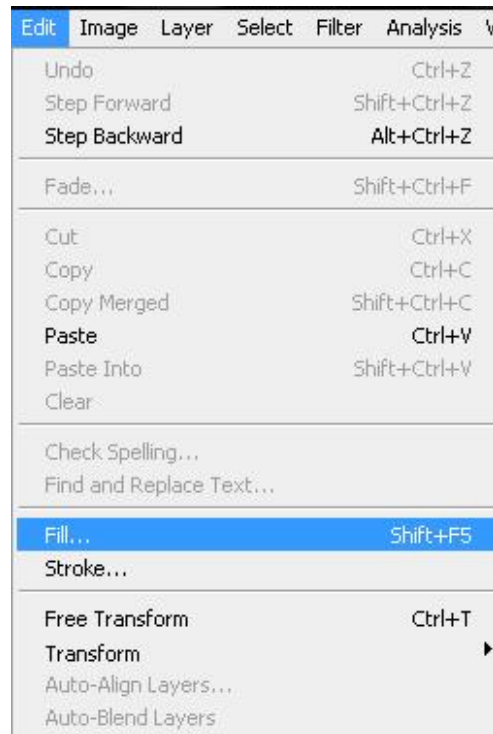 Edit Image Layer Select Filter Analysis
Undo Ctrl+Z
Step Forward Shift+Ctrl+Z
Step Backward Alt+Ctrl+Z
Fade... Shift+Ctrl+F
Cut Ctrl+X
Copy Ctrl+C
Copy Merged Shift+Ctrl+C
Paste Ctrl+V
Paste Into Shift+Ctrl+V
Clear
Check Spelling...
Find and Replace Text...
Fill... Shift+F5
Stroke...
Free Transform Ctrl+T
Transform
Auto-Align Layers...
Auto-Blend Layers